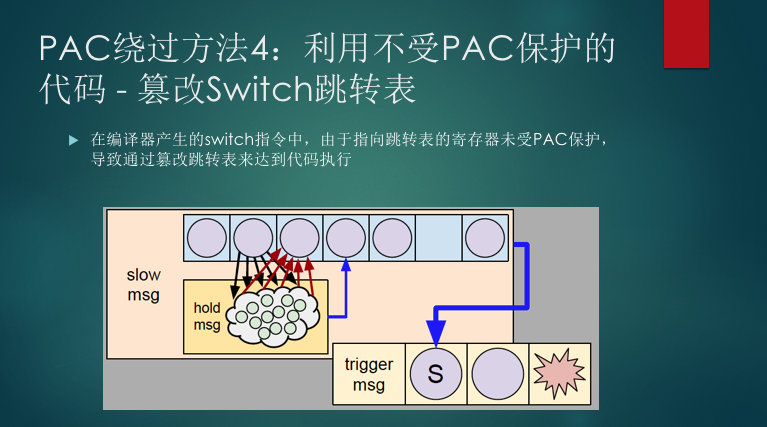 PAC绕过方法4：利用不受PAC保护的
代码 - 篡改Switch跳转表
在编译器产生的switch指令中，由于指向跳转表的寄存器未受PAC保护，
导致通过篡改跳转表来达到代码执行
slow
msg
hold
msg
trigger
msg
S